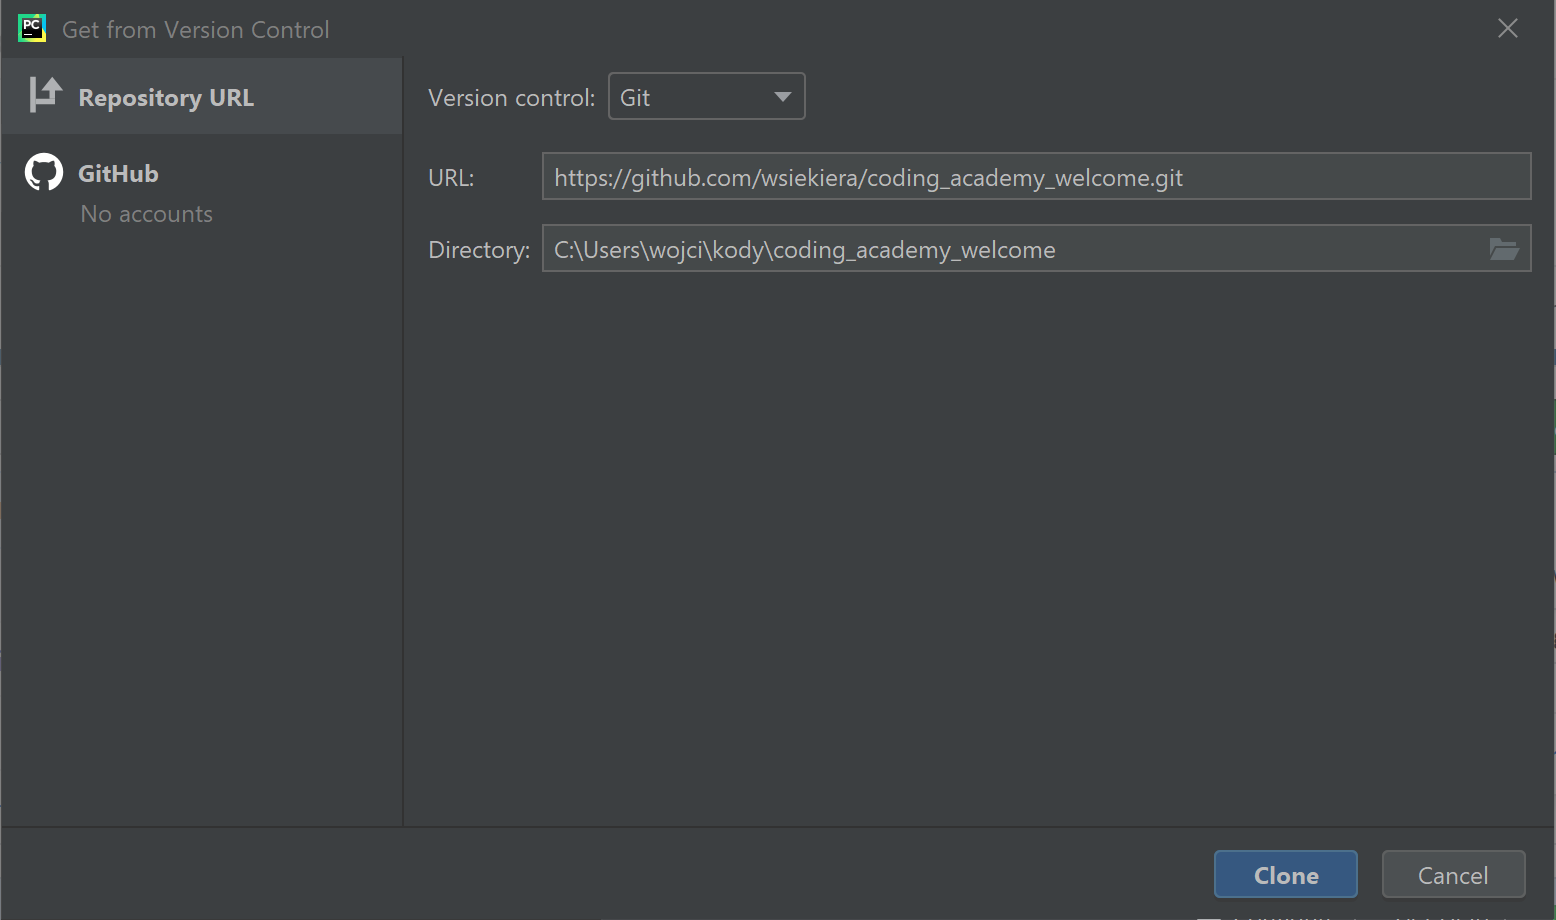 PC
Get from Version Control
Repository URL
GitHub
No accounts
Version control: Git
URL: https://github.com/wsiekiera/coding_academy_welcome.git
Directory: C:\Users\wojci\kody\coding_academy_welcome
Clone Cancel